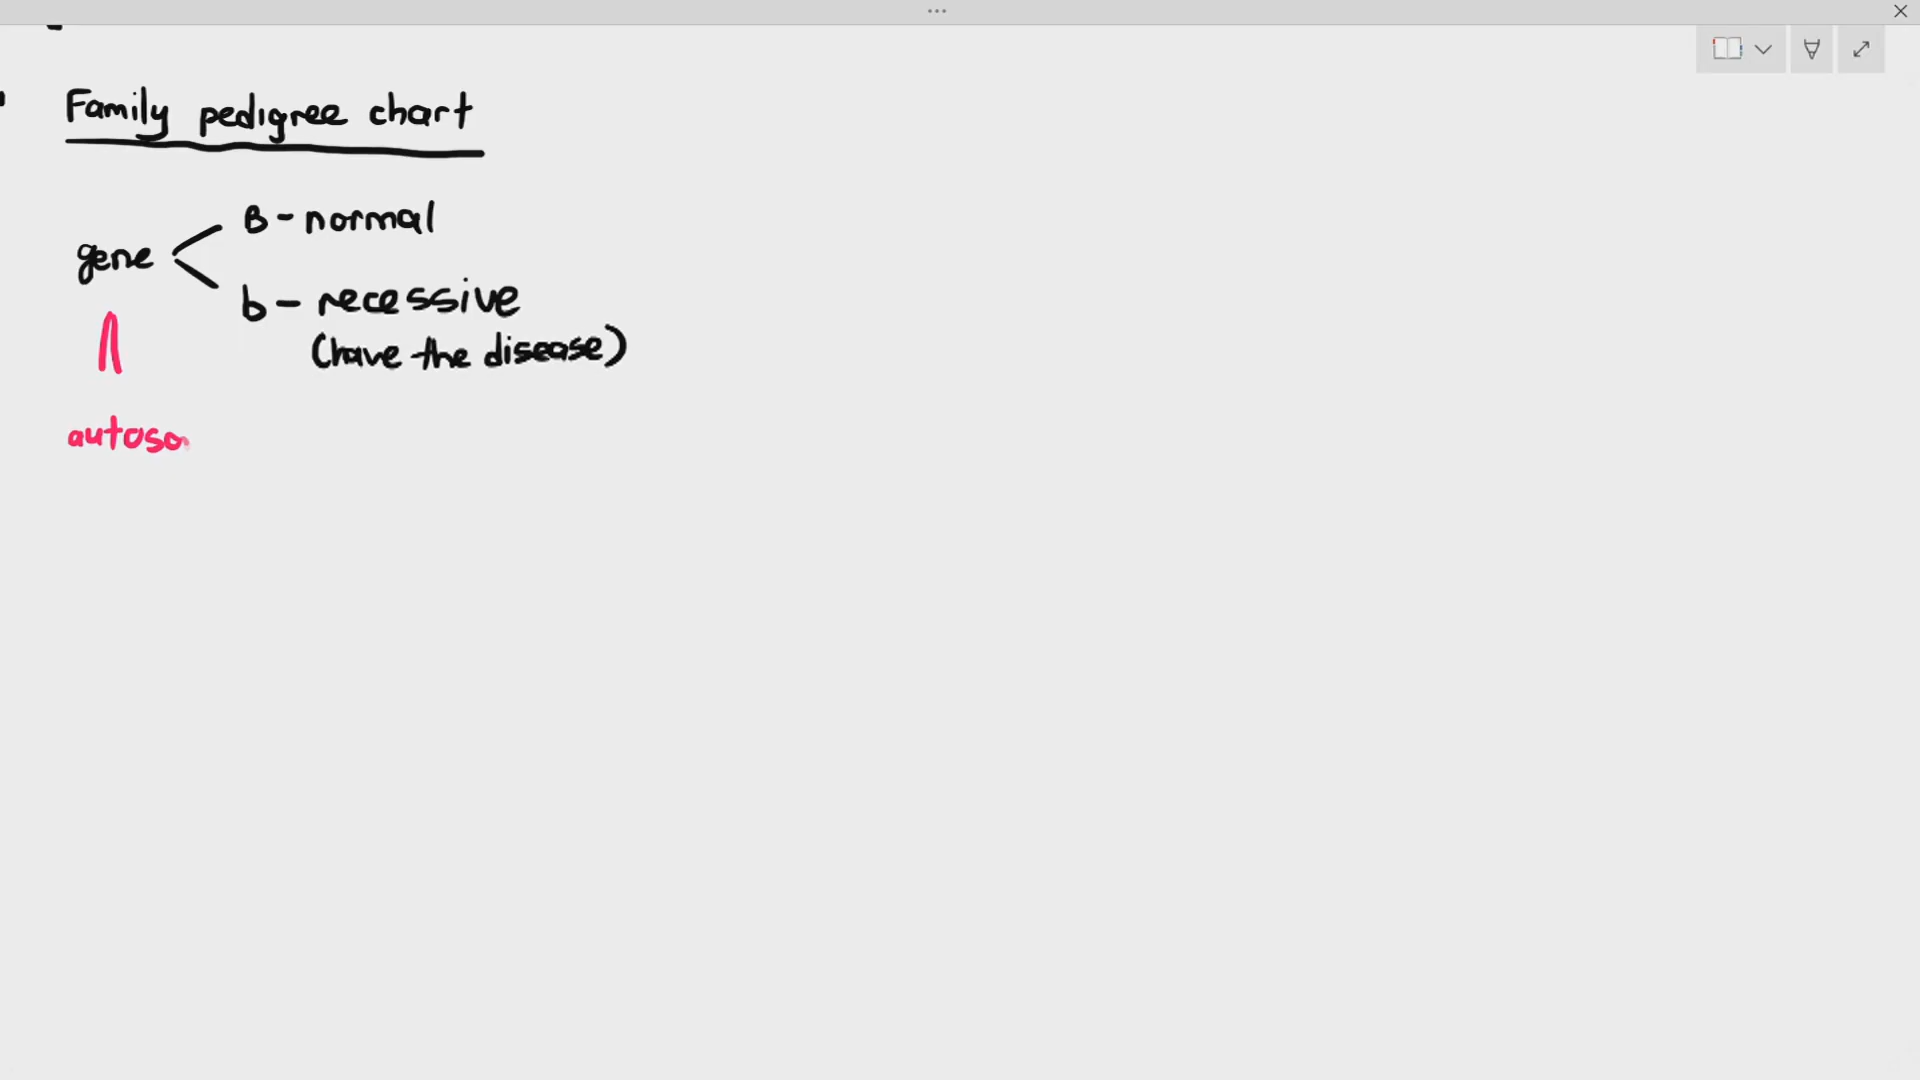 Family pedigree chart
B - normal
gene
b - recessive
(have the disease)
autoso